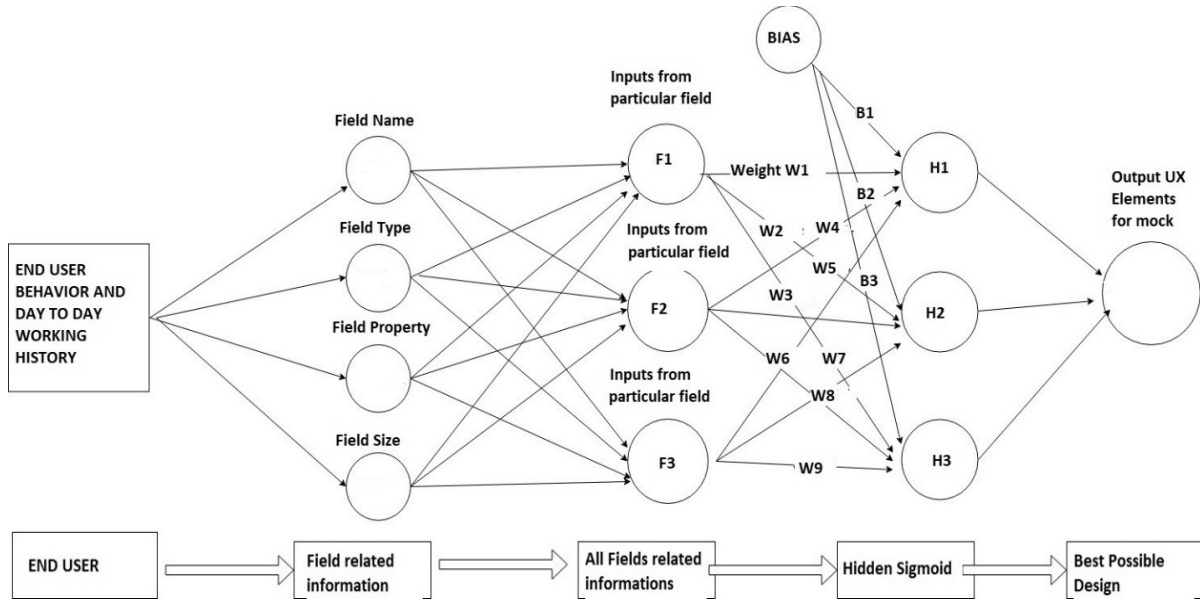 BIAS
Inputs from
particular field
Field Name
B1
F1
Weight W1
H1
B2
Output UX
Elements
for mock
Field Type
Inputs from
particular field
W2
W4
W5
END USER
BEHAVIOR AND
DAY TO DAY
WORKING
HISTORY
B3
W3
F2
H2
Field Property
Inputs from
particular field
W6
W7
W8
Field Size
F3
W9
H3
END USER
Field related
information
All Fields related
informations
Hidden Sigmoid
Best Possible
Design